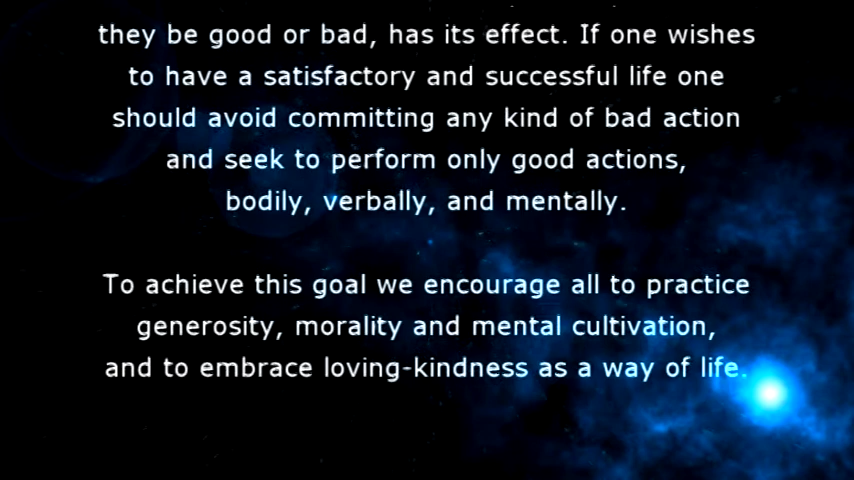 they be good or bad, has its effect. If one wishes
to have a satisfactory and successful life one
should avoid committing any kind of bad action
and seek to perform only good actions,
bodily, verbally, and mentally.
To achieve this goal we encourage all to practice
generosity, morality and mental cultivation,
and to embrace loving-kindness as a way of life.